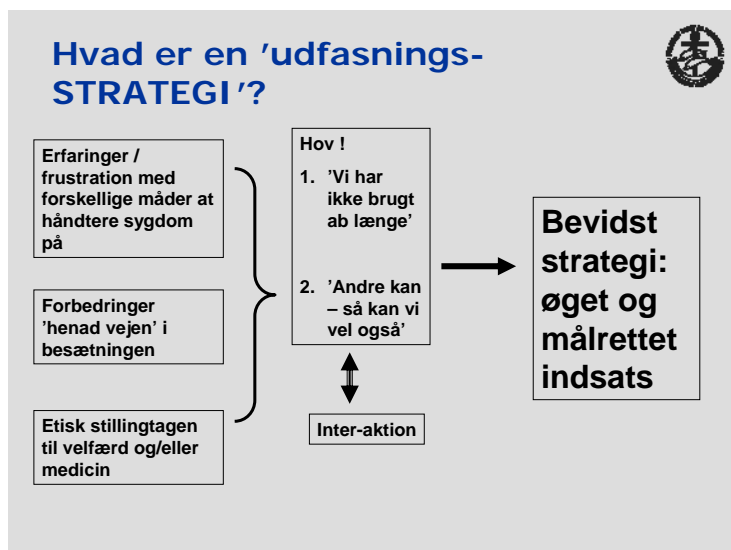 Hvad er en ’udfasnings-
STRATEGI’?
Erfaringer /
frustration med
forskellige måder at
håndtere sygdom
på
Forbedringer
’henad vejen’ i
besætningen
Etisk stillingtagen
til velfærd og/eller
medicin
Hov !
1. ’Vi har
ikke brugt
ab længe’
2. ’Andre kan
– så kan vi
vel også’
Inter-aktion
Bevidst
strategi:
øget og
målrettet
indsats